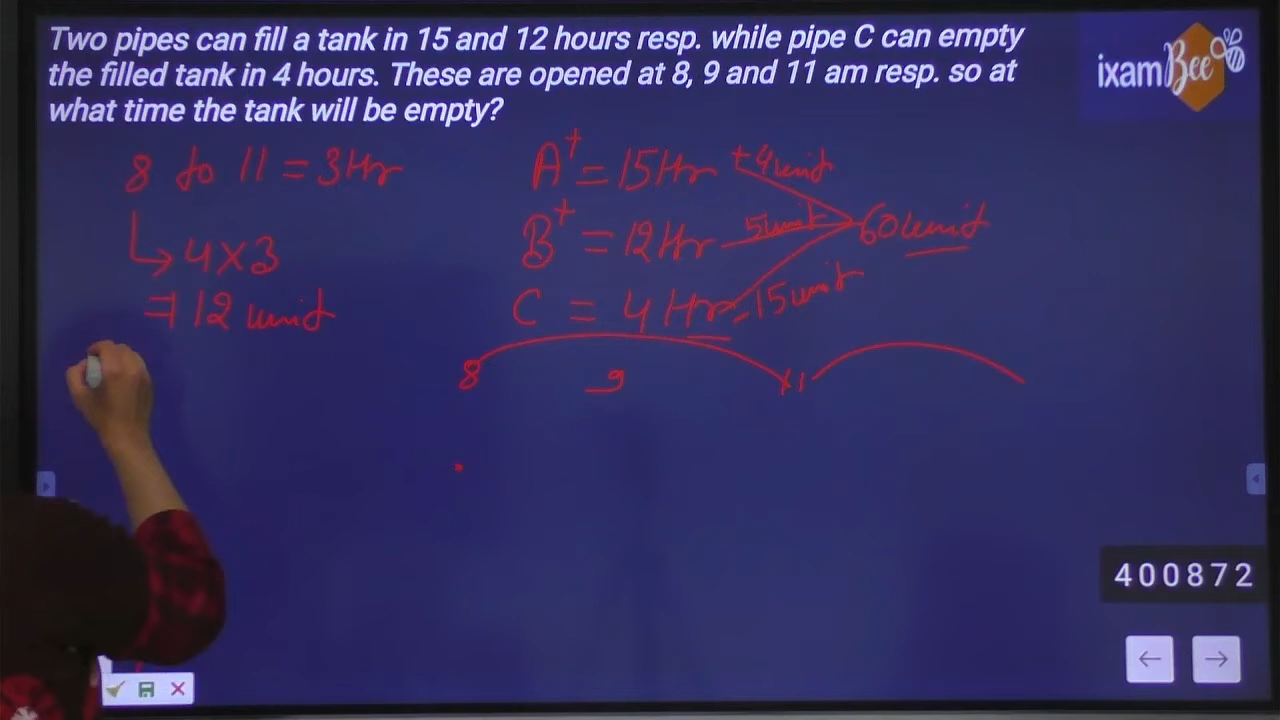 Two pipes can fill a tank in 15 and 12 hours resp. while pipe C can empty
the filled tank in 4 hours. These are opened at 8, 9 and 11 am resp. so at
what time the tank will be empty?
ixamBee
8 to 11 = 3Hr
↳ 4×3
= 12 unit
A⁺ = 15Hr +4unit
B⁺ = 12Hr 5unit 60unit
C = 4 Hr -15unit
8 9 11
400872
← →